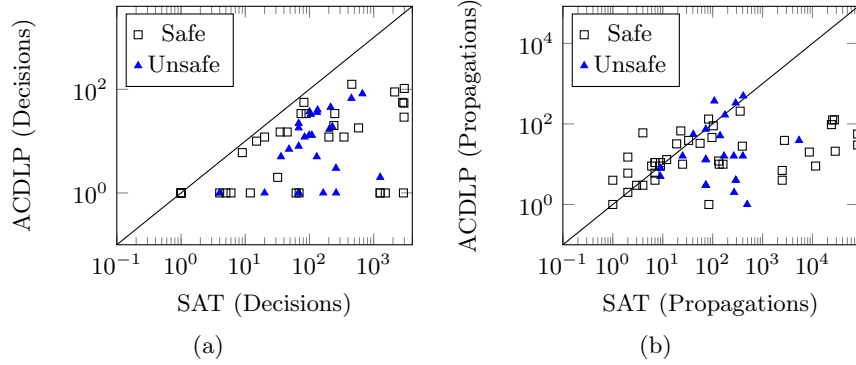 ACDLP (Decisions)
10^2
10^0
Safe
Unsafe
10^−1 10^0 10^1 10^2 10^3
SAT (Decisions)
(a)
ACDLP (Propagations)
10^4
10^2
10^0
Safe
Unsafe
10^−1 10^0 10^1 10^2 10^3 10^4
SAT (Propagations)
(b)